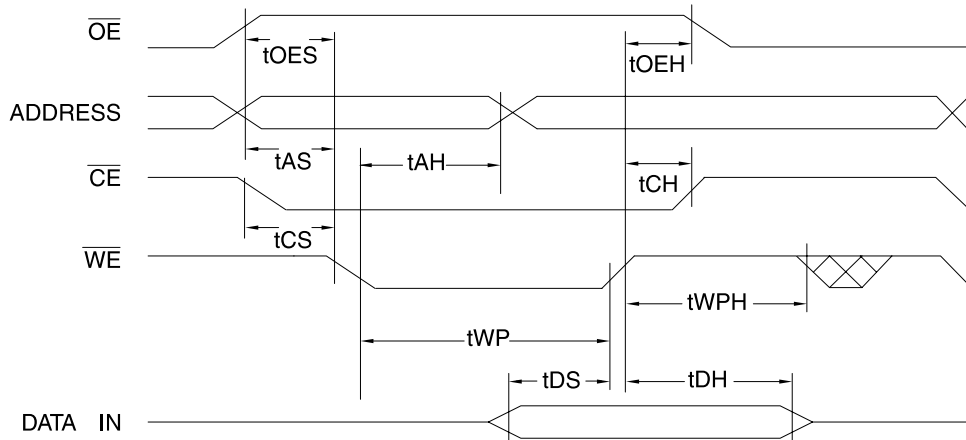 OE
tOES
tOEH
ADDRESS
tAS
tAH
CE
tCH
tCS
WE
tWPH
tWP
tDS
tDH
DATA IN